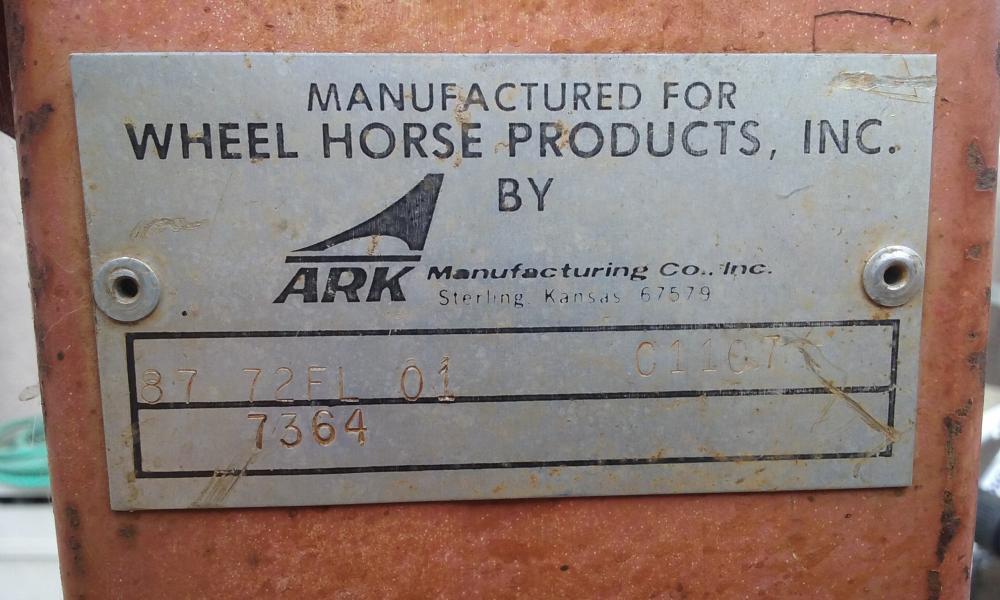 MANUFACTURED FOR
WHEEL HORSE PRODUCTS, INC.
BY
ARK Manufacturing Co., Inc.
Sterling, Kansas 67579
87 72FL 01
7364